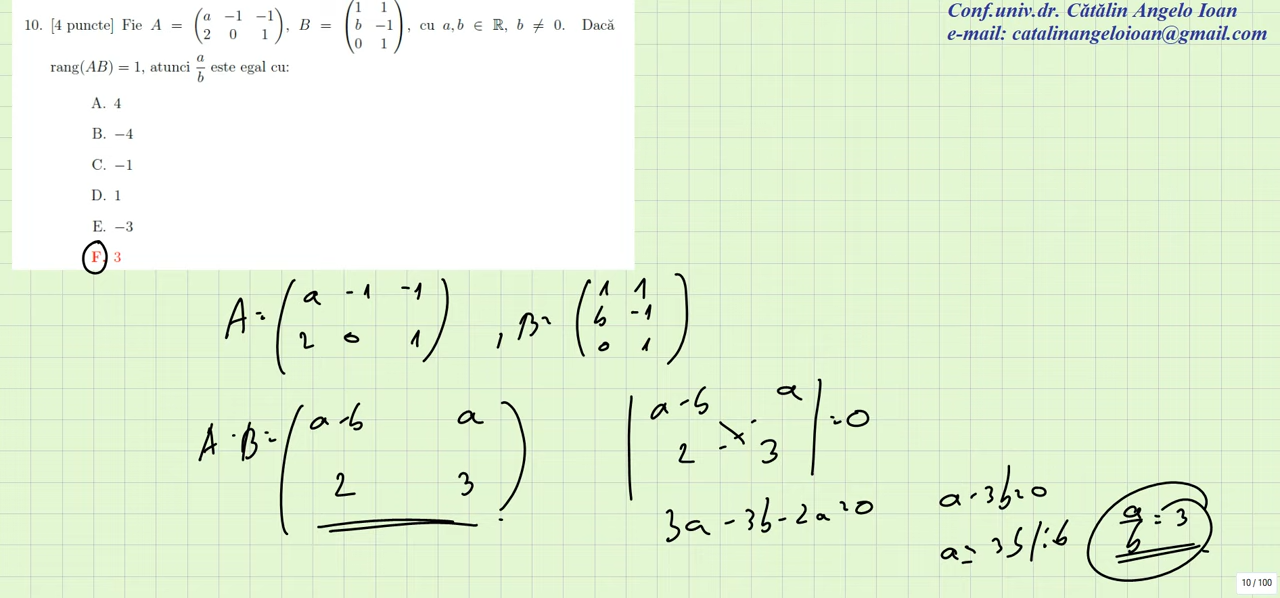 Conf.univ.dr. Cătălin Angelo Ioan
e-mail: catalinangeloioan@gmail.com
10. [4 puncte] Fie A = (a −1 −1
2 0 1), B = (1 1
b −1
0 1), cu a, b ∈ ℝ, b ≠ 0. Dacă
rang(AB) = 1, atunci a/b este egal cu:
A. 4
B. −4
C. −1
D. 1
E. −3
F. 3
A = (a -1 -1
2 0 1), B = (1 1
b -1
0 1)
A·B = (a-b a
2 3)
|a-b a
2 3| = 0
3a - 3b - 2a = 0
a - 3b = 0
a = 3b |:b
a/b = 3
10 / 100